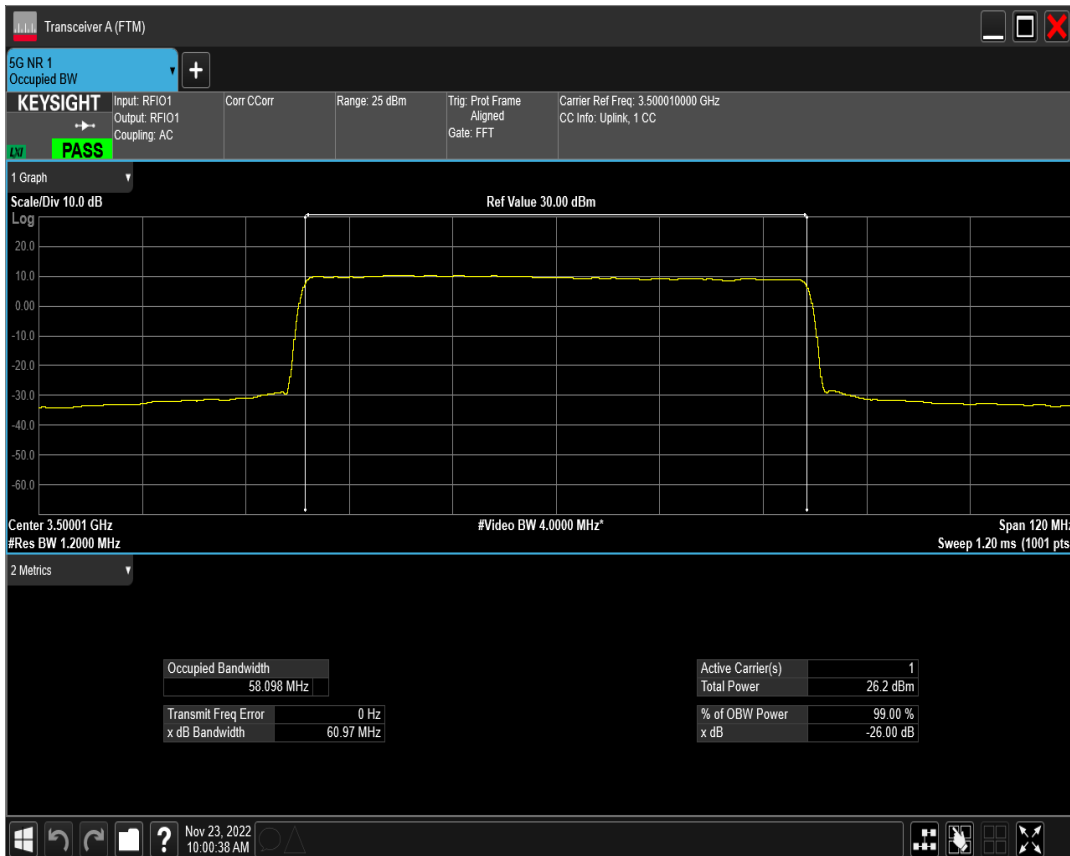 Transceiver A (FTM)
5G NR 1
Occupied BW
+
KEYSIGHT
LXI
PASS
Input: RFIO1
Output: RFIO1
Coupling: AC
Corr CCorr
Range: 25 dBm
Trig: Prot Frame
Aligned
Gate: FFT
Carrier Ref Freq: 3.500010000 GHz
CC Info: Uplink, 1 CC
1 Graph
Scale/Div 10.0 dB
Ref Value 30.00 dBm
Log
20.0
10.0
0.00
-10.0
-20.0
-30.0
-40.0
-50.0
-60.0
Center 3.50001 GHz
#Video BW 4.0000 MHz*
Span 120 MHz
#Res BW 1.2000 MHz
Sweep 1.20 ms (1001 pts
2 Metrics
Occupied Bandwidth
58.098 MHz
Transmit Freq Error 0 Hz
x dB Bandwidth 60.97 MHz
Active Carrier(s) 1
Total Power 26.2 dBm
% of OBW Power 99.00 %
x dB -26.00 dB
?
Nov 23, 2022
10:00:38 AM